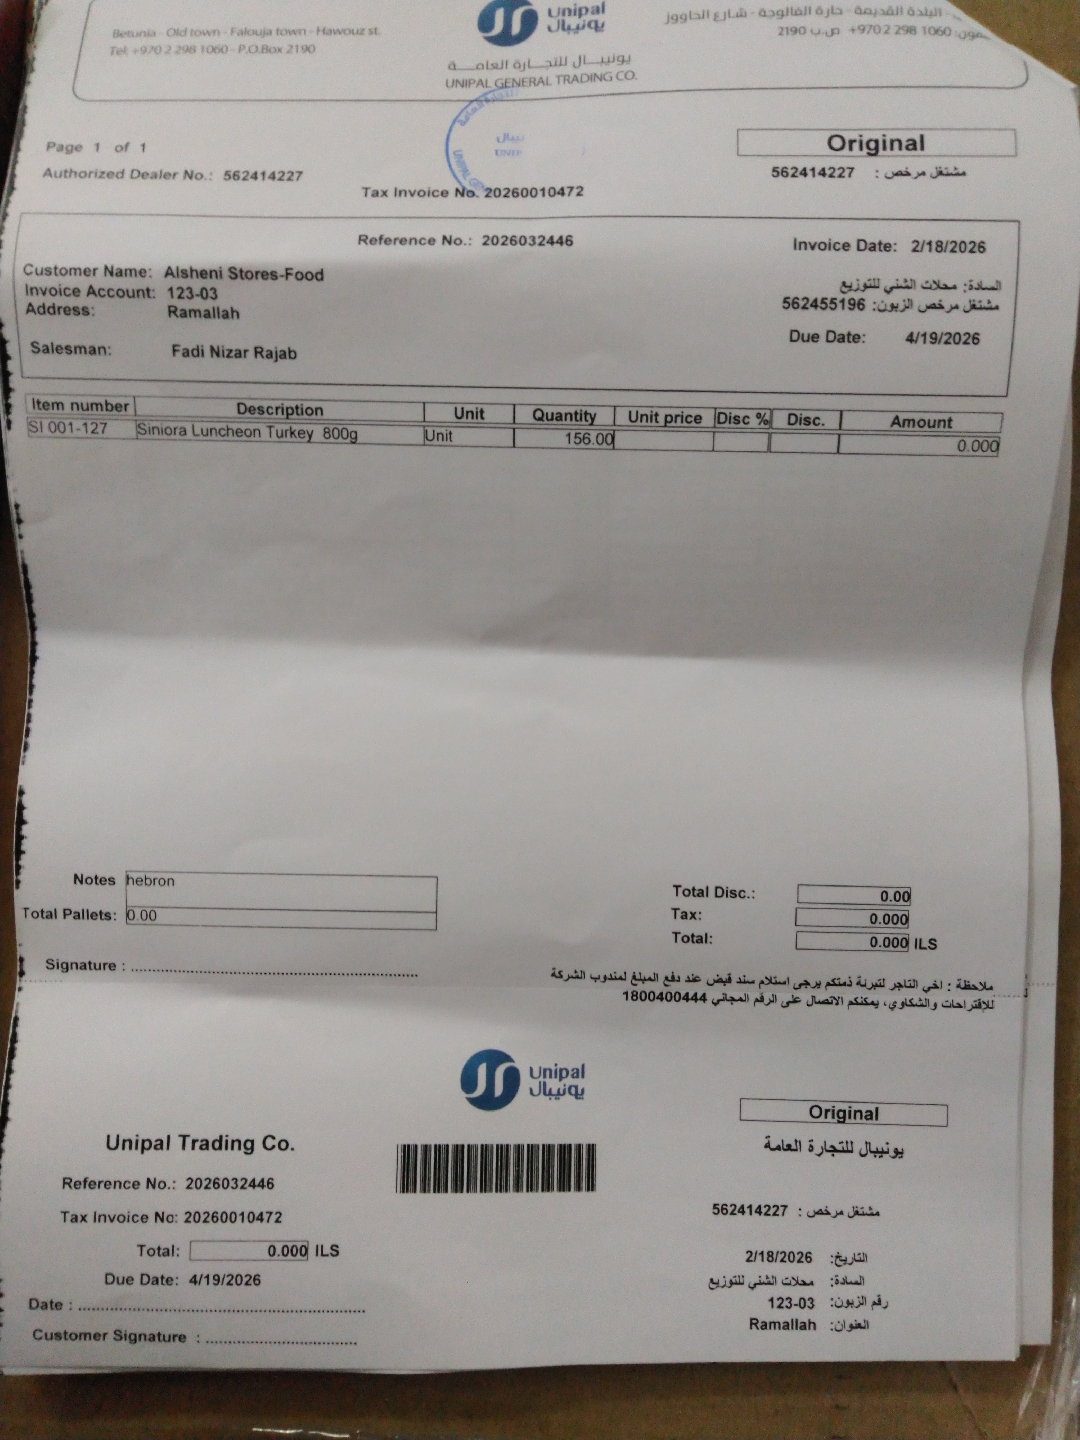 Betunia - Old town - Falouja town - Hawouz st.
Tel: +970 2 298 1060 - P.O.Box 2190
Unipal
يونيبال
البلدة القديمة - حارة الفالوجة - شارع الحاووز
+970 2 298 1060 ص.ب 2190
يونيبال للتجارة العامة
UNIPAL GENERAL TRADING CO.
Page 1 of 1
Original
Authorized Dealer No.: 562414227
مشتغل مرخص : 562414227
Tax Invoice No. 20260010472
Reference No.: 2026032446
Invoice Date: 2/18/2026
Customer Name: Alsheni Stores-Food
السادة: محلات الشني للتوزيع
Invoice Account: 123-03
مشتغل مرخص الزبون: 562455196
Address: Ramallah
Due Date: 4/19/2026
Salesman: Fadi Nizar Rajab
Item number Description Unit Quantity Unit price Disc % Disc. Amount
SI 001-127 Siniora Luncheon Turkey 800g Unit 156.00 0.000
Notes hebron
Total Pallets: 0.00
Total Disc.: 0.00
Tax: 0.000
Total: 0.000 ILS
Signature : ....................
ملاحظة : اخي التاجر لتبرئة ذمتكم يرجى استلام سند قبض عند دفع المبلغ لمندوب الشركة
للإقتراحات والشكاوي، يمكنكم الاتصال على الرقم المجاني 1800400444
Unipal
يونيبال
Original
Unipal Trading Co.
يونيبال للتجارة العامة
Reference No.: 2026032446
Tax Invoice No: 20260010472
مشتغل مرخص : 562414227
Total: 0.000 ILS
التاريخ: 2/18/2026
Due Date: 4/19/2026
السادة: محلات الشني للتوزيع
Date : ....................
رقم الزبون: 123-03
Customer Signature : ....................
العنوان: Ramallah